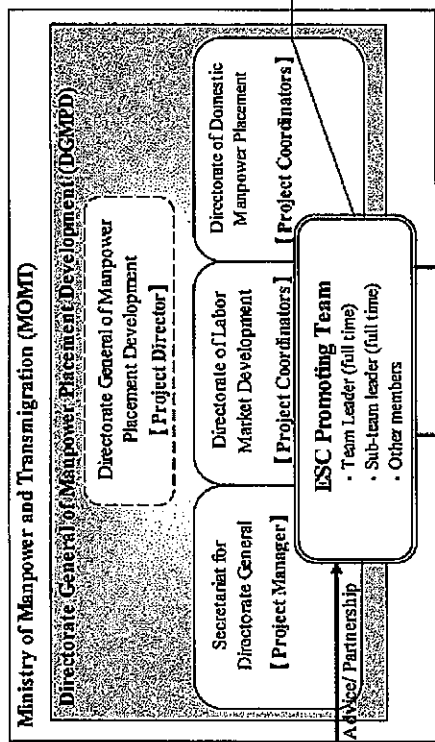 Ministry of Manpower and Transmigration (MOMT)
Directorate General of Manpower Placement Development (DGMPD)
Directorate General of Manpower
Placement Development
[ Project Director ]
Secretariat for
Directorate General
[ Project Manager ]
Directorate of Labor
Market Development
[ Project Coordinators ]
Directorate of Domestic
Manpower Placement
[ Project Coordinators ]
ESC Promoting Team
· Team Leader (full time)
· Sub-team leader (full time)
· Other members
Advice/ Partnership